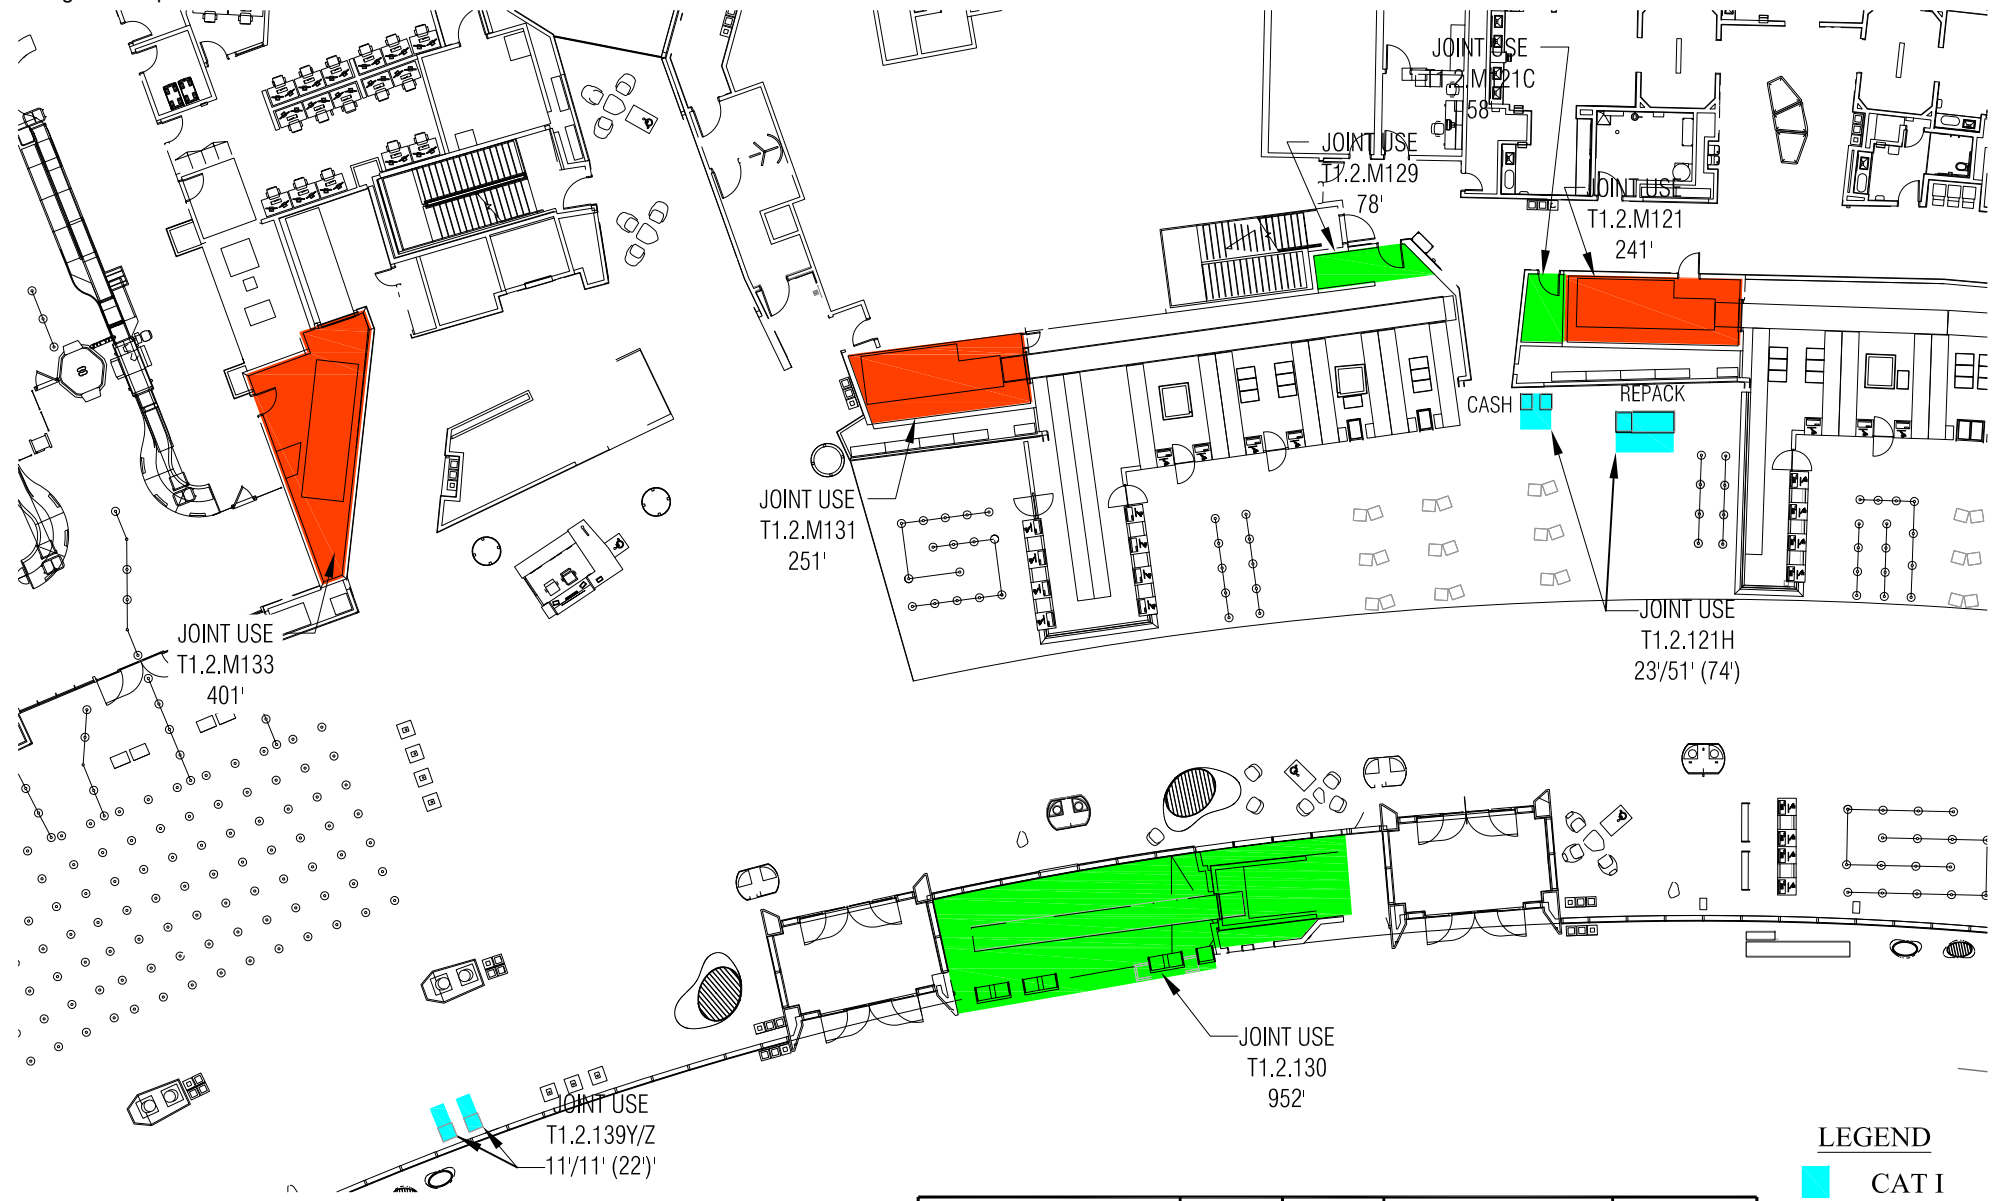 JOINT USE
T1.2.M121C
58'
JOINT USE
T1.2.M129
78'
JOINT USE
T1.2.M121
241'
CASH
REPACK
JOINT USE
T1.2.M131
251'
JOINT USE
T1.2.121H
23'/51' (74')
JOINT USE
T1.2.M133
401'
JOINT USE
T1.2.130
952'
JOINT USE
T1.2.139Y/Z
11'/11' (22')'
LEGEND
CAT I